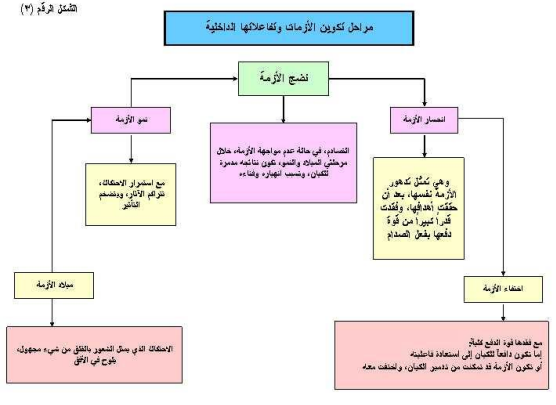 الشكل الرقم (٣)
مراحل تكوين الأزمات وتفاعلاتها الداخلية
نضج الأزمة
نمو الأزمة
انحسار الأزمة
التصادم، في حالة عدم مواجهة الأزمة، خلال
مرحلتي الميلاد والنمو، تكون نتائجه مدمرة
للكيان، وتسبب انهياره وفناءه
مع استمرار الاحتكاك،
تتراكم الآثار، ويتضخم
التأثير
وهي تمثل تدهور
الأزمة نفسها، بعد أن
حققت أهدافها، وفقدت
قدراً كبيراً من قوة
دفعها بفعل الصدام
ميلاد الأزمة
اختفاء الأزمة
الاحتكاك الذي يمثل الشعور بالقلق من شيء مجهول،
يلوح في الأفق
مع فقدها قوة الدفع كلية:
إما تكون دافعاً للكيان إلى استعادة فاعليته
أو تكون الأزمة قد تمكنت من تدمير الكيان، واختفت معه